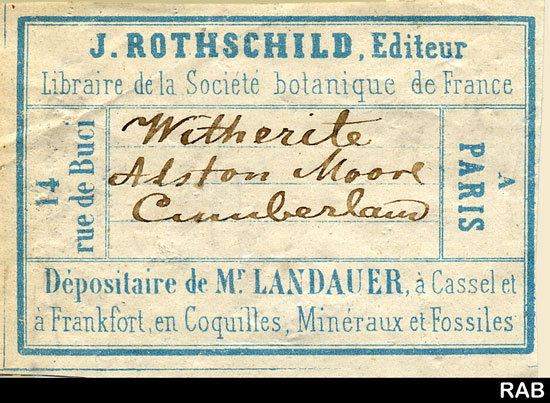 J. ROTHSCHILD, Editeur
Libraire de la Société botanique de France
14 rue de Buci
Witherite
Alston Moore
Cumberland
A PARIS
Dépositaire de Mr LANDAUER, à Cassel et
à Frankfort, en Coquilles, Minéraux et Fossiles
RAB